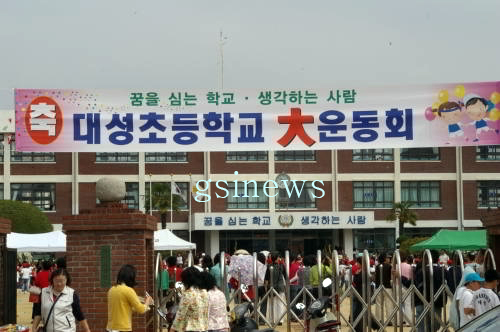 꿈을 심는 학교 · 생각하는 사람
축 대성초등학교 大운동회
gsinews
꿈을 심는 학교 생각하는 사람